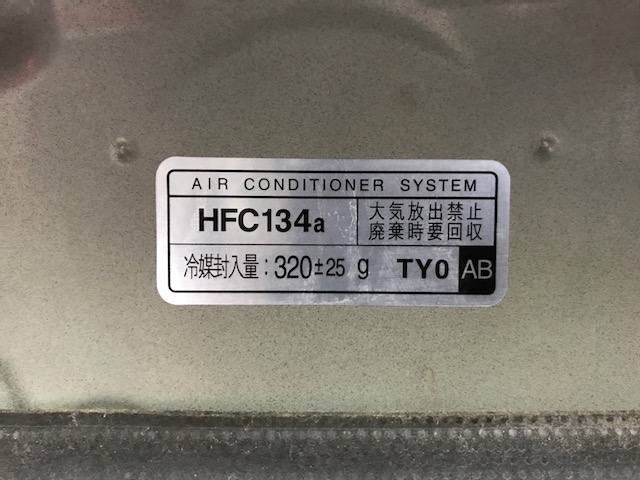 AIR CONDITIONER SYSTEM
HFC134a
大気放出禁止
廃棄時要回収
冷媒封入量：320±25 g TY0 AB